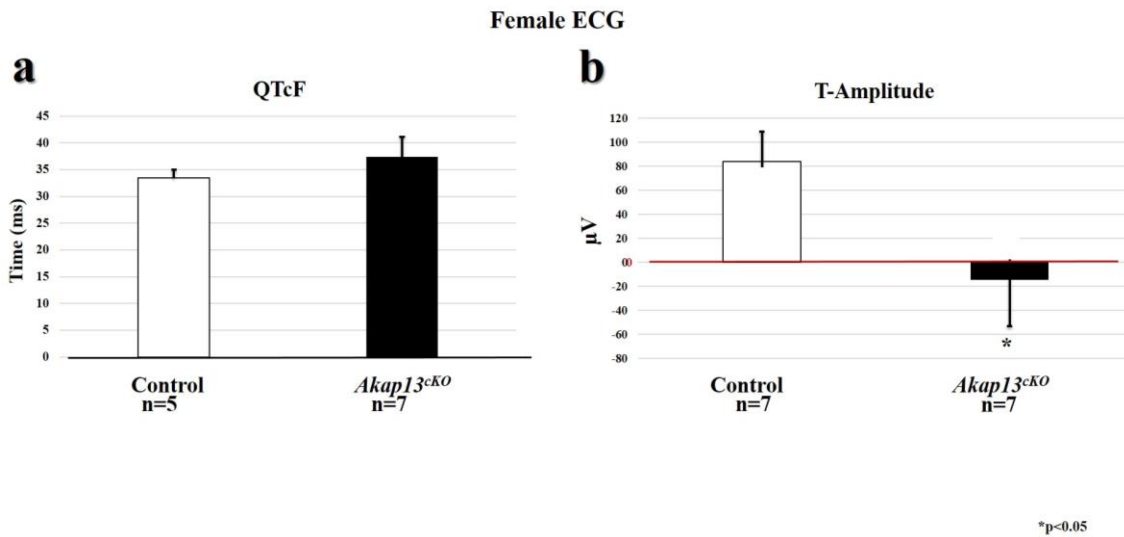 Female ECG
a
QTcF
45
40
35
30
25
20
15
10
5
0
Time (ms)
Control
n=5
Akap13cKO
n=7
b
T-Amplitude
120
100
80
60
40
20
0
-20
-40
-60
-80
µV
*
Control
n=7
Akap13cKO
n=7
*p<0.05